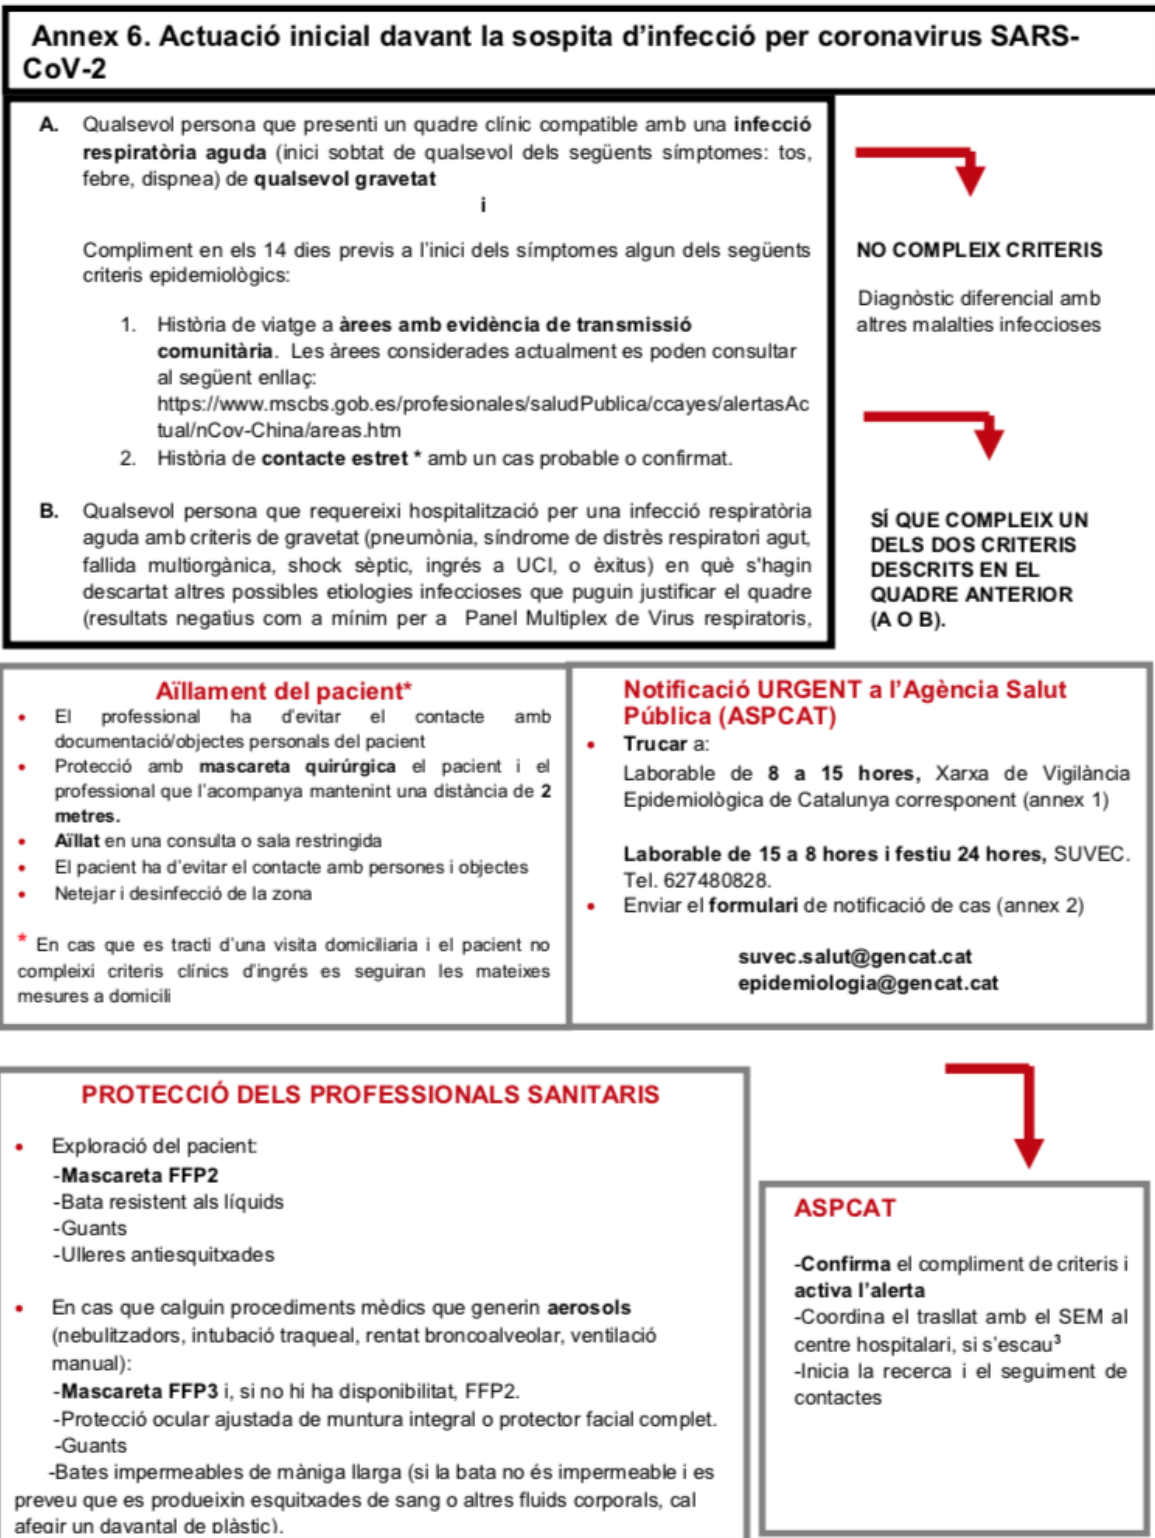 Annex 6. Actuació inicial davant la sospita d'infecció per coronavirus SARS-
CoV-2
A. Qualsevol persona que presenti un quadre clínic compatible amb una infecció
respiratòria aguda (inici sobtat de qualsevol dels següents símptomes: tos,
febre, dispnea) de qualsevol gravetat
i
Compliment en els 14 dies previs a l'inici dels símptomes algun dels següents
criteris epidemiològics:
1. Història de viatge a àrees amb evidència de transmissió
comunitària. Les àrees considerades actualment es poden consultar
al següent enllaç:
https://www.mscbs.gob.es/profesionales/saludPublica/ccayes/alertasAc
tual/nCov-China/areas.htm
2. Història de contacte estret * amb un cas probable o confirmat.
B. Qualsevol persona que requereixi hospitalització per una infecció respiratòria
aguda amb criteris de gravetat (pneumònia, síndrome de distrès respiratori agut,
fallida multiorgànica, shock sèptic, ingrés a UCI, o èxitus) en què s'hagin
descartat altres possibles etiologies infeccioses que puguin justificar el quadre
(resultats negatius com a mínim per a Panel Multiplex de Virus respiratoris,
NO COMPLEIX CRITERIS
Diagnòstic diferencial amb
altres malalties infeccioses
SÍ QUE COMPLEIX UN
DELS DOS CRITERIS
DESCRITS EN EL
QUADRE ANTERIOR
(A O B).
Aïllament del pacient*
• El professional ha d'evitar el contacte amb
documentació/objectes personals del pacient
• Protecció amb mascareta quirúrgica el pacient i el
professional que l'acompanya mantenint una distància de 2
metres.
• Aïllat en una consulta o sala restringida
• El pacient ha d'evitar el contacte amb persones i objectes
• Netejar i desinfecció de la zona
* En cas que es tracti d'una visita domiciliaria i el pacient no
compleixi criteris clínics d'ingrés es seguiran les mateixes
mesures a domicili
Notificació URGENT a l'Agència Salut
Pública (ASPCAT)
• Trucar a:
Laborable de 8 a 15 hores, Xarxa de Vigilància
Epidemiològica de Catalunya corresponent (annex 1)
Laborable de 15 a 8 hores i festiu 24 hores, SUVEC.
Tel. 627480828.
• Enviar el formulari de notificació de cas (annex 2)
suvec.salut@gencat.cat
epidemiologia@gencat.cat
PROTECCIÓ DELS PROFESSIONALS SANITARIS
• Exploració del pacient:
-Mascareta FFP2
-Bata resistent als líquids
-Guants
-Ulleres antiesquitxades
• En cas que calguin procediments mèdics que generin aerosols
(nebulitzadors, intubació traqueal, rentat broncoalveolar, ventilació
manual):
-Mascareta FFP3 i, si no hi ha disponibilitat, FFP2.
-Protecció ocular ajustada de muntura integral o protector facial complet.
-Guants
-Bates impermeables de màniga llarga (si la bata no és impermeable i es
preveu que es produeixin esquitxades de sang o altres fluids corporals, cal
afegir un davantal de plàstic).
ASPCAT
-Confirma el compliment de criteris i
activa l'alerta
-Coordina el trasllat amb el SEM al
centre hospitalari, si s'escau³
-Inicia la recerca i el seguiment de
contactes